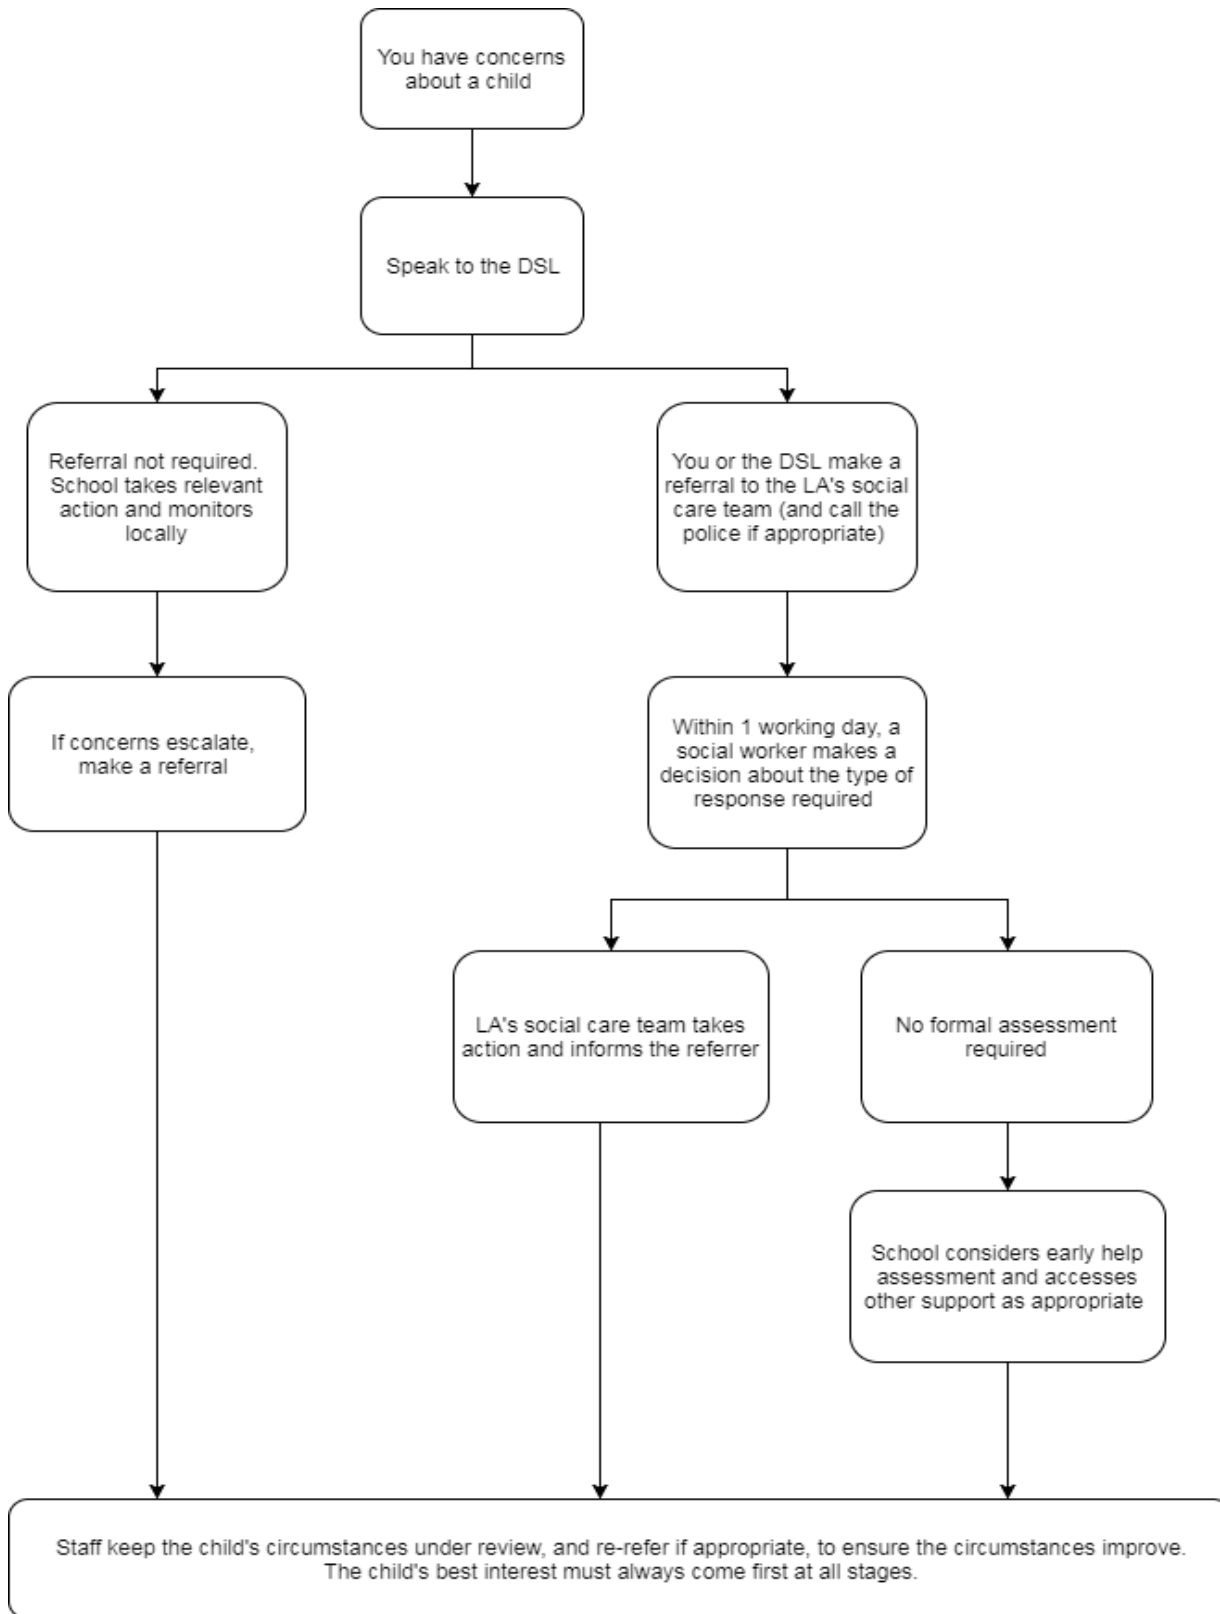 You have concerns
about a child
Speak to the DSL
Referral not required.
School takes relevant
action and monitors
locally
You or the DSL make a
referral to the LA's social
care team (and call the
police if appropriate)
If concerns escalate,
make a referral
Within 1 working day, a
social worker makes a
decision about the type of
response required
LA's social care team takes
action and informs the referrer
No formal assessment
required
School considers early help
assessment and accesses
other support as appropriate
Staff keep the child's circumstances under review, and re-refer if appropriate, to ensure the circumstances improve.
The child's best interest must always come first at all stages.